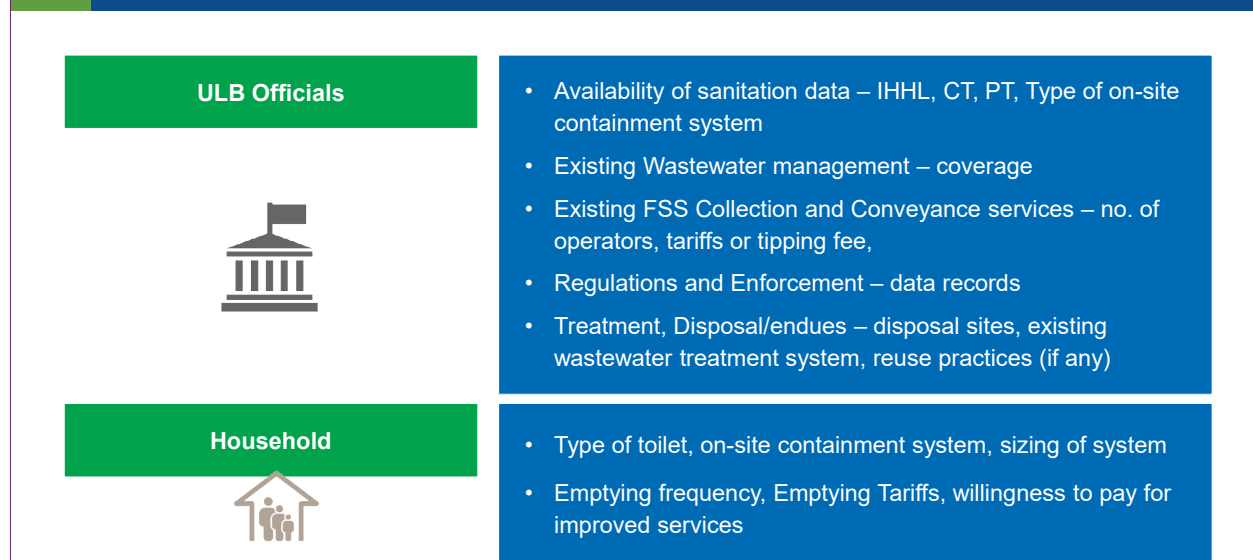 ULB Officials
• Availability of sanitation data – IHHL, CT, PT, Type of on-site
containment system
• Existing Wastewater management – coverage
• Existing FSS Collection and Conveyance services – no. of
operators, tariffs or tipping fee,
• Regulations and Enforcement – data records
• Treatment, Disposal/endues – disposal sites, existing
wastewater treatment system, reuse practices (if any)
Household
• Type of toilet, on-site containment system, sizing of system
• Emptying frequency, Emptying Tariffs, willingness to pay for
improved services